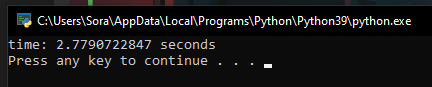 C:\Users\Sora\AppData\Local\Programs\Python\Python39\python.exe
time: 2.7790722847 seconds
Press any key to continue . . .